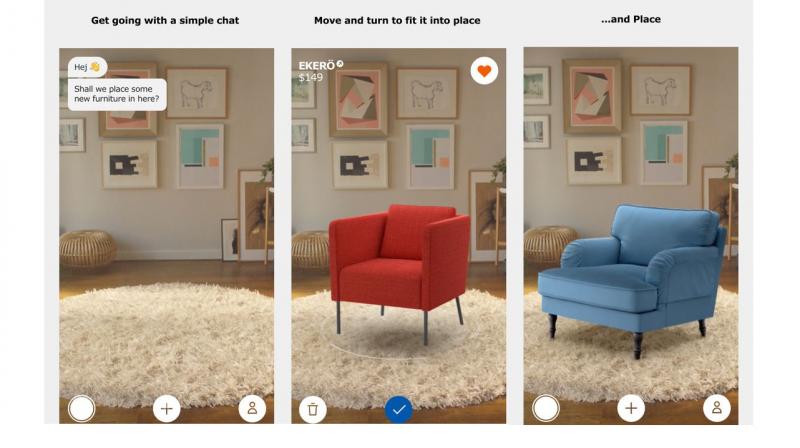 Get going with a simple chat
Move and turn to fit it into place
...and Place
Hej 👋
Shall we place some
new furniture in here?
EKERÖ
$149